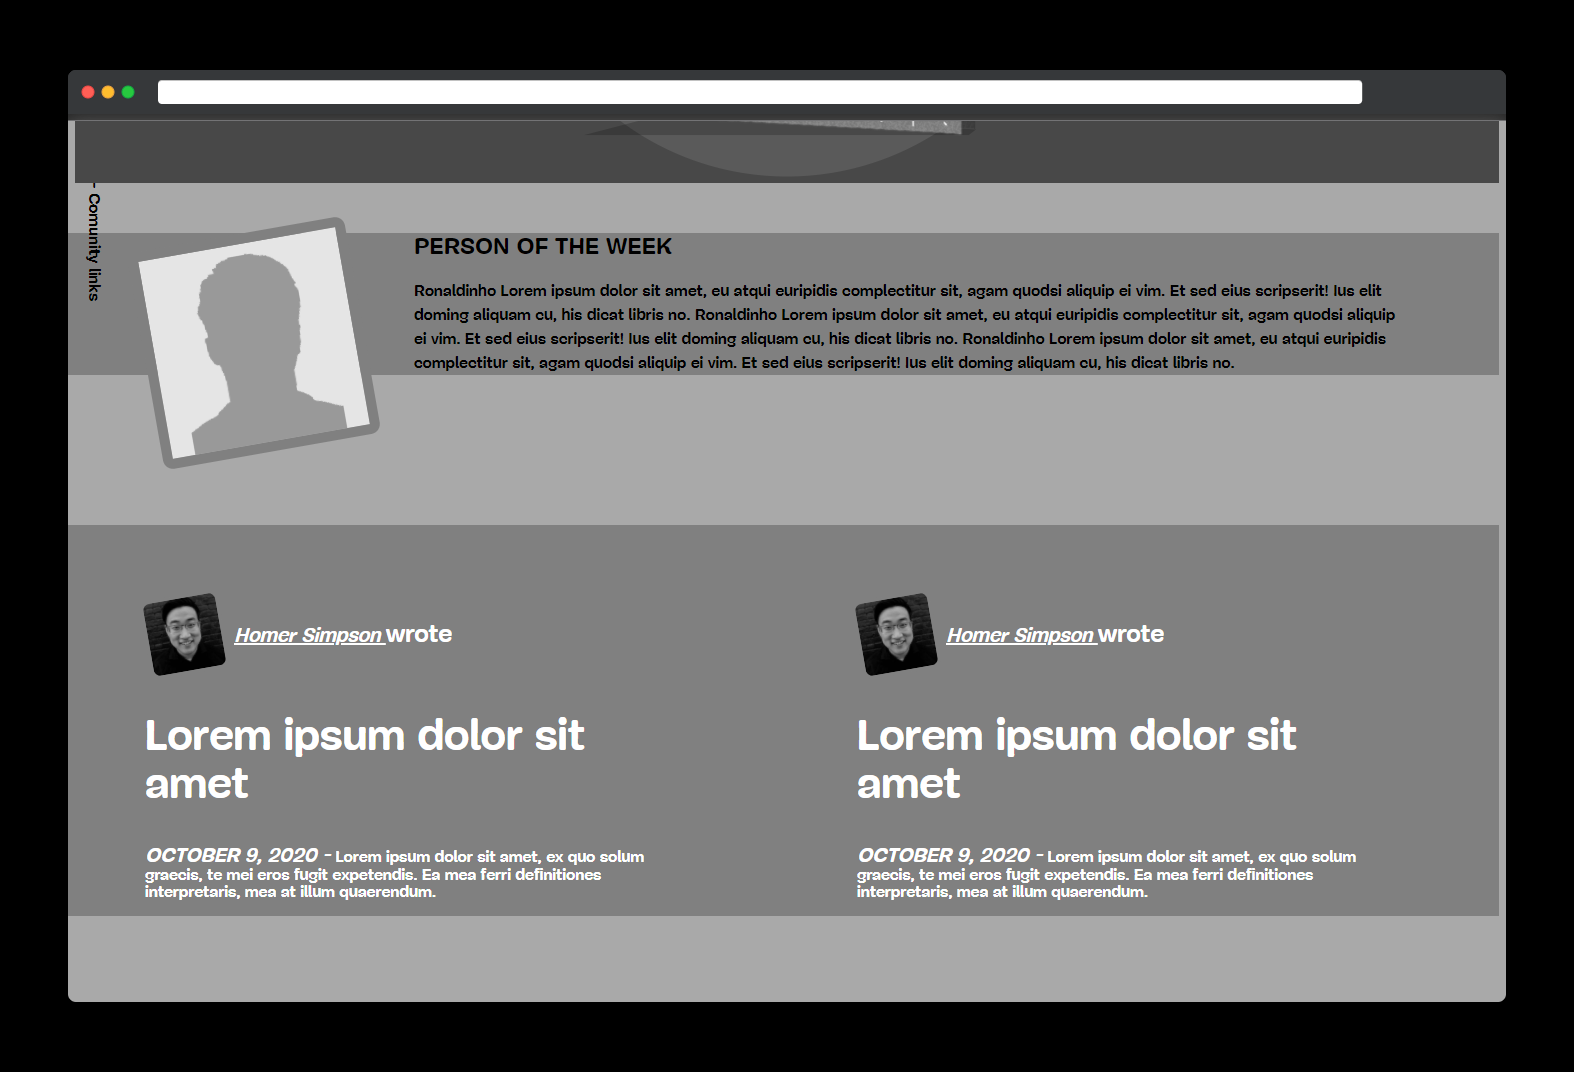 - Comunity links
PERSON OF THE WEEK
Ronaldinho Lorem ipsum dolor sit amet, eu atqui euripidis complectitur sit, agam quodsi aliquip ei vim. Et sed eius scripserit! Ius elit
doming aliquam cu, his dicat libris no. Ronaldinho Lorem ipsum dolor sit amet, eu atqui euripidis complectitur sit, agam quodsi aliquip
ei vim. Et sed eius scripserit! Ius elit doming aliquam cu, his dicat libris no. Ronaldinho Lorem ipsum dolor sit amet, eu atqui euripidis
complectitur sit, agam quodsi aliquip ei vim. Et sed eius scripserit! Ius elit doming aliquam cu, his dicat libris no.
Homer Simpson wrote
Lorem ipsum dolor sit
amet
OCTOBER 9, 2020 - Lorem ipsum dolor sit amet, ex quo solum
graecis, te mei eros fugit expetendis. Ea mea ferri definitiones
interpretaris, mea at illum quaerendum.
Homer Simpson wrote
Lorem ipsum dolor sit
amet
OCTOBER 9, 2020 - Lorem ipsum dolor sit amet, ex quo solum
graecis, te mei eros fugit expetendis. Ea mea ferri definitiones
interpretaris, mea at illum quaerendum.